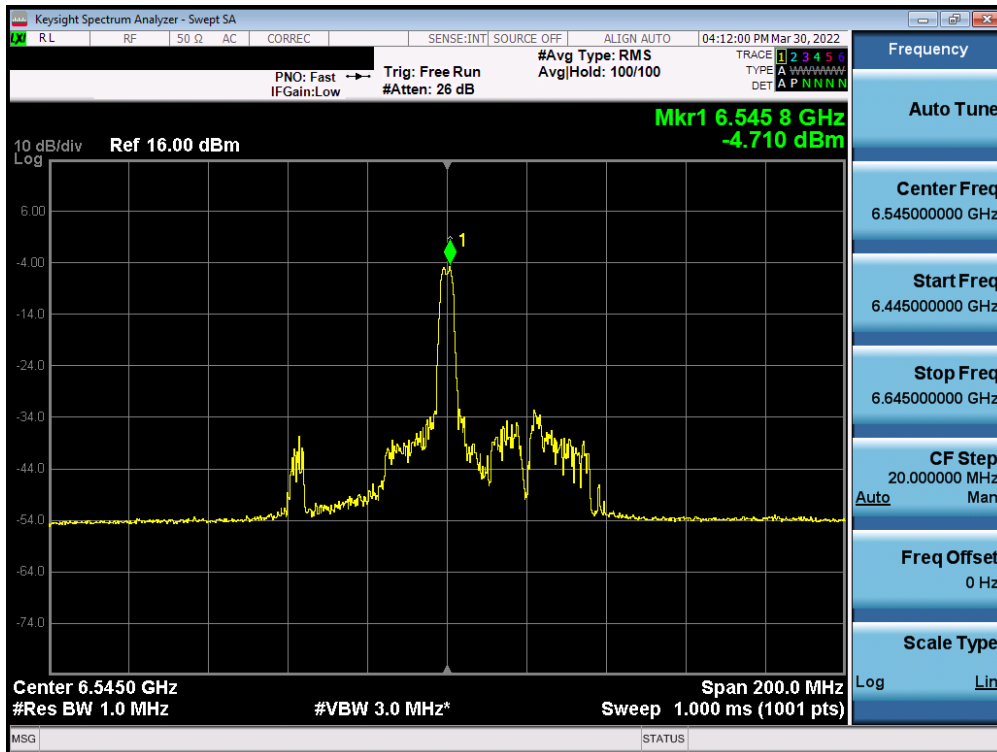 Keysight Spectrum Analyzer - Swept SA
LXI RL RF 50 Ω AC CORREC SENSE:INT SOURCE OFF ALIGN AUTO 04:12:00 PM Mar 30, 2022
PNO: Fast
IFGain:Low
Trig: Free Run
#Atten: 26 dB
#Avg Type: RMS
Avg|Hold: 100/100
TRACE 1 2 3 4 5 6
TYPE A WWWWW
DET A P N N N N
Mkr1 6.545 8 GHz
-4.710 dBm
10 dB/div Ref 16.00 dBm
Log
1
6.00
-4.00
-14.0
-24.0
-34.0
-44.0
-54.0
-64.0
-74.0
Center 6.5450 GHz Span 200.0 MHz
#Res BW 1.0 MHz #VBW 3.0 MHz* Sweep 1.000 ms (1001 pts)
MSG STATUS
Frequency
Auto Tune
Center Freq
6.545000000 GHz
Start Freq
6.445000000 GHz
Stop Freq
6.645000000 GHz
CF Step
20.000000 MHz
Auto Man
Freq Offset
0 Hz
Scale Type
Log Lin